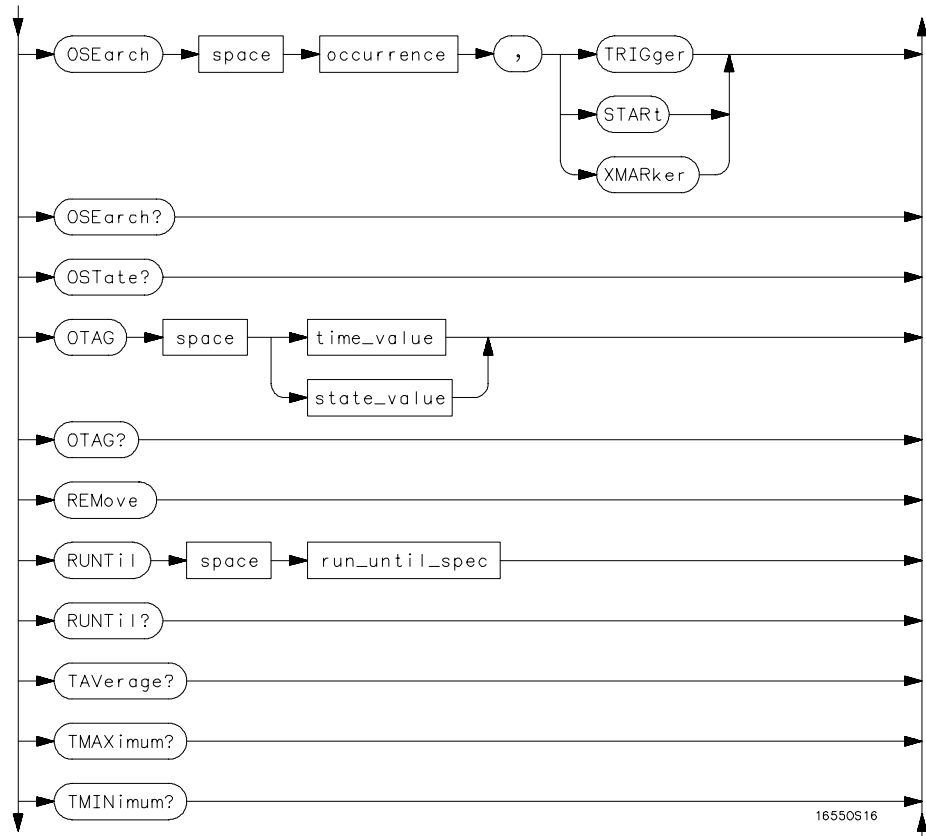 OSEarch space occurrence , TRIGger
STARt
XMARker
OSEarch?
OSTate?
OTAG space time_value
state_value
OTAG?
REMove
RUNTil space run_until_spec
RUNTil?
TAVerage?
TMAXimum?
TMINimum?
16550S16